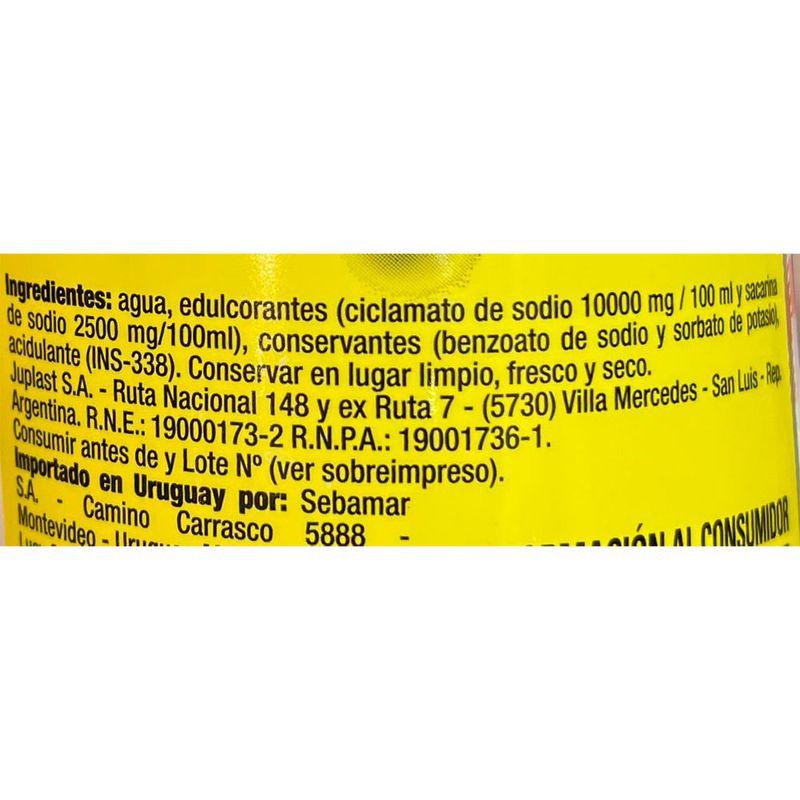 Ingredientes: agua, edulcorantes (ciclamato de sodio 10000 mg / 100 ml y sacarina
de sodio 2500 mg/100ml), conservantes (benzoato de sodio y sorbato de potasio),
acidulante (INS-338). Conservar en lugar limpio, fresco y seco.
Juplast S.A. - Ruta Nacional 148 y ex Ruta 7 - (5730) Villa Mercedes - San Luis - Rep.
Argentina. R.N.E.: 19000173-2 R.N.P.A.: 19001736-1.
Consumir antes de y Lote Nº (ver sobreimpreso).
Importado en Uruguay por: Sebamar
S.A. - Camino Carrasco 5888 -
Montevideo - Uruguay
AL CONSUMIDOR